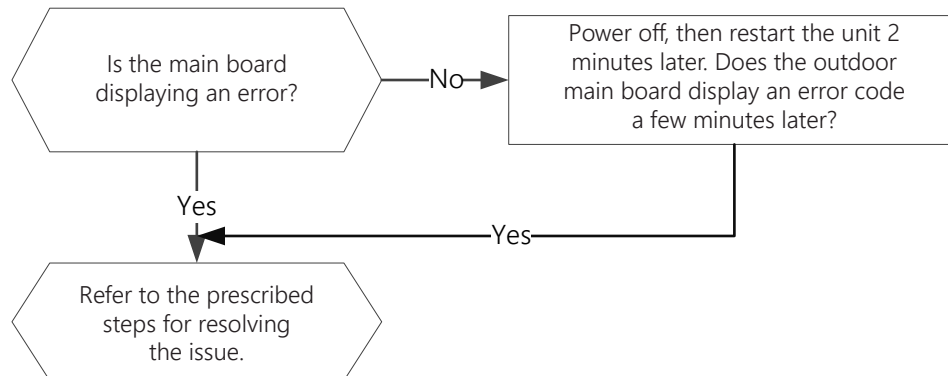 Is the main board
displaying an error?
No
Power off, then restart the unit 2
minutes later. Does the outdoor
main board display an error code
a few minutes later?
Yes
Yes
Refer to the prescribed
steps for resolving
the issue.